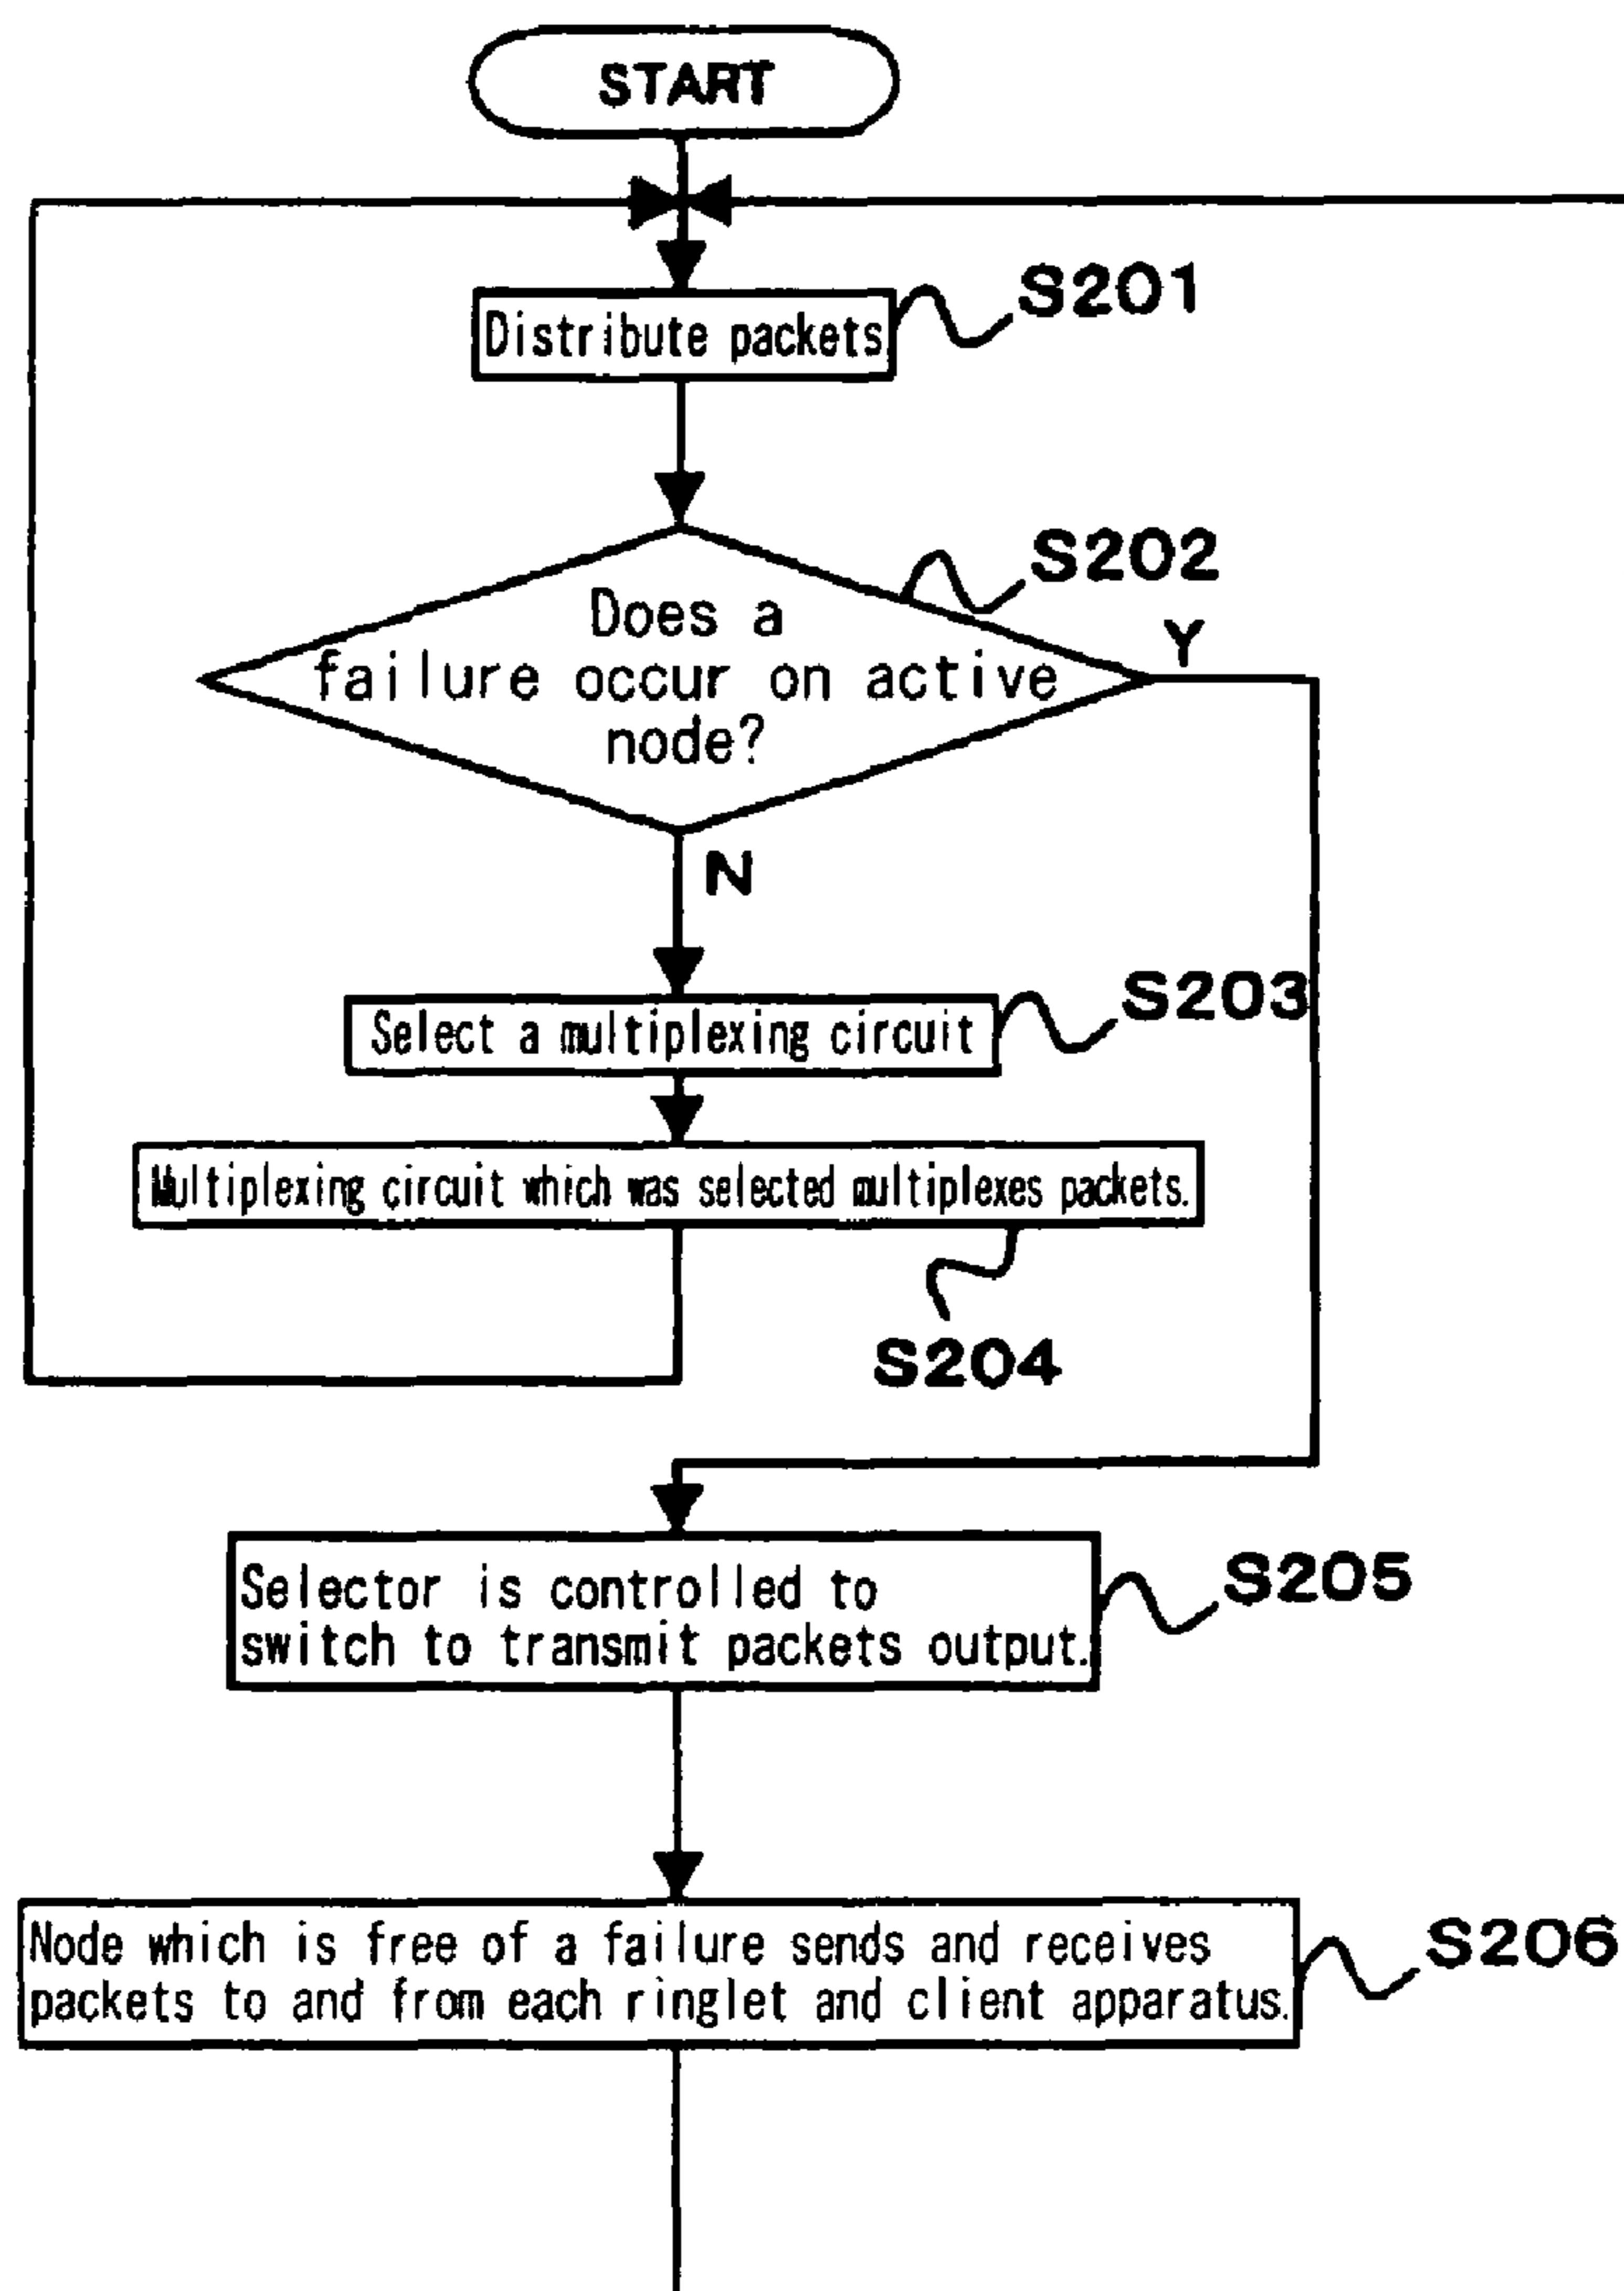 START
S201
Distribute packets
S202
Does a
failure occur on active
node?
Y
N
S203
Select a multiplexing circuit
Multiplexing circuit which was selected multiplexes packets.
S204
Selector is controlled to
switch to transmit packets output.
S205
Node which is free of a failure sends and receives
packets to and from each ringlet and client apparatus.
S206